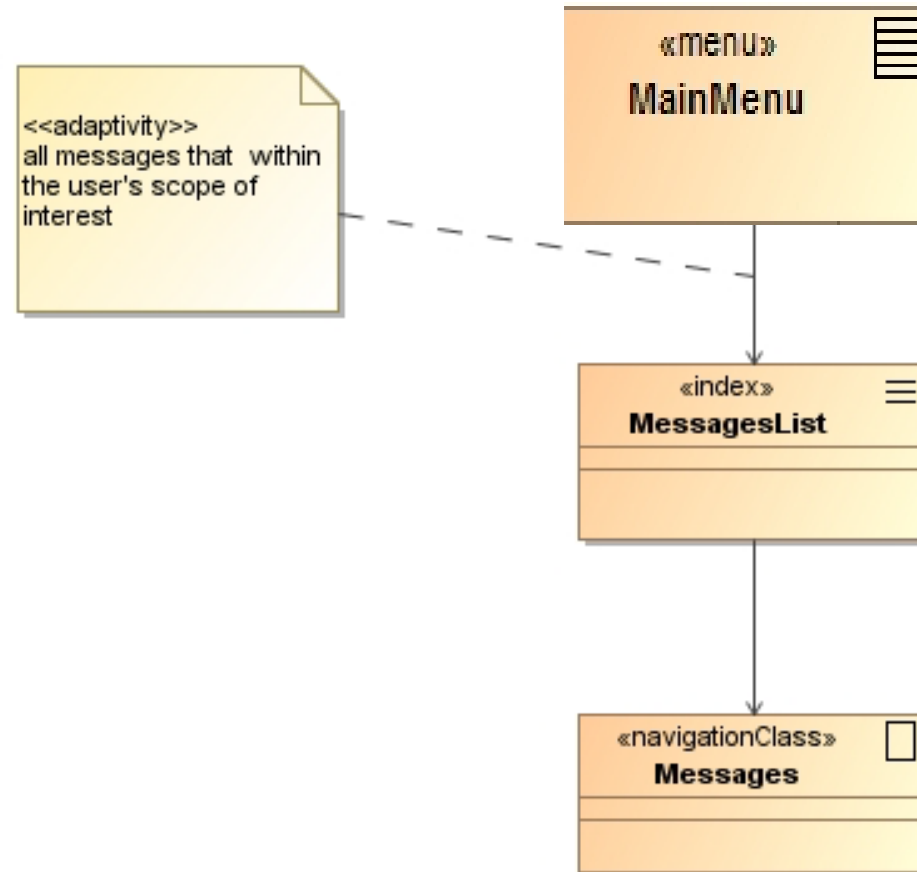 «menu»
MainMenu
<<adaptivity>>
all messages that  within
the user's scope of
interest
«index»
MessagesList
«navigationClass»
Messages